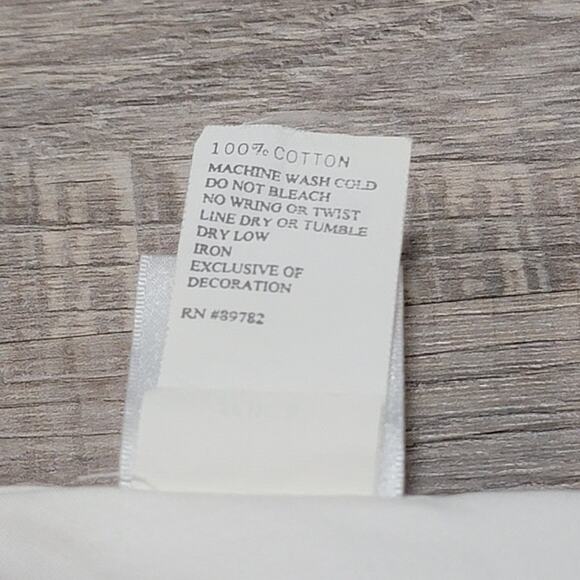 100% COTTON
MACHINE WASH COLD
DO NOT BLEACH
NO WRING OR TWIST
LINE DRY OR TUMBLE
DRY LOW
IRON
EXCLUSIVE OF
DECORATION
RN #89782